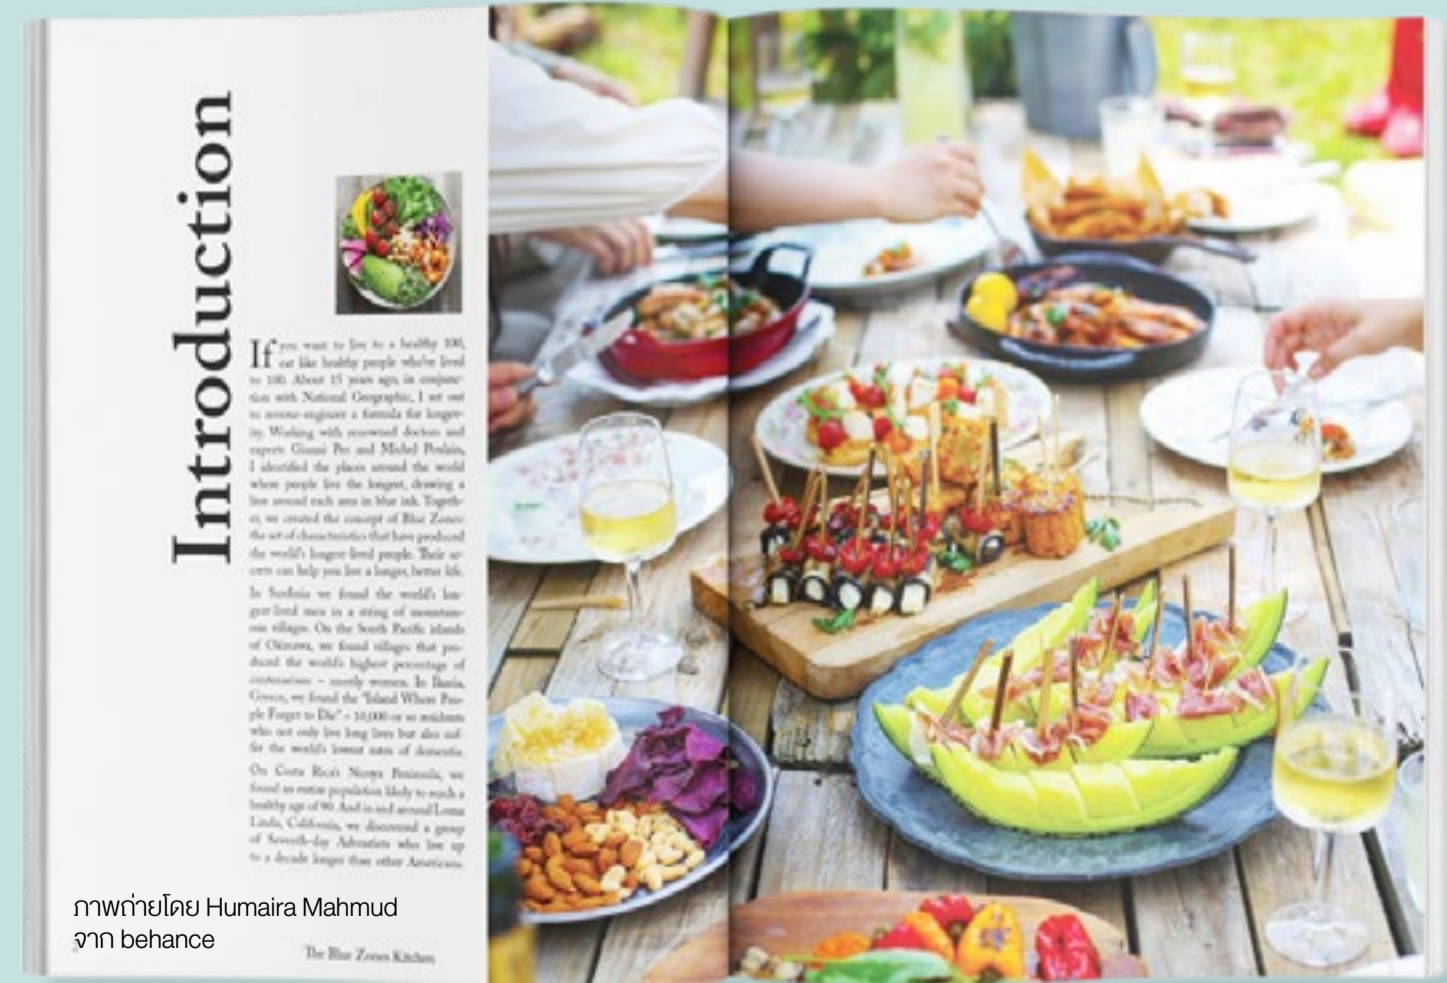 Introduction
If you want to live to a healthy 100,
eat like healthy people who've lived
to 100. About 15 years ago, in conjunc-
tion with National Geographic, I set out
to reverse-engineer a formula for longev-
ity. Working with renowned doctors and
experts Gianni Pes and Michel Poulain,
I identified the places around the world
where people live the longest, drawing a
line around each area in blue ink. Togeth-
er, we created the concept of Blue Zones:
the set of characteristics that have produced
the world's longest-lived people. Their se-
crets can help you live a longer, better life.
In Sardinia we found the world's lon-
gest-lived men in a string of mountain-
ous villages. On the South Pacific islands
of Okinawa, we found villages that pro-
duced the world's highest percentage of
centenarians – mostly women. In Ikaria,
Greece, we found the "Island Where Peo-
ple Forget to Die" – 10,000 or so residents
who not only live long lives but also suf-
fer the world's lowest rates of dementia.
On Costa Rica's Nicoya Peninsula, we
found an entire population likely to reach a
healthy age of 90. And in and around Loma
Linda, California, we discovered a group
of Seventh-day Adventists who live up
to a decade longer than other Americans.
ภาพถ่ายโดย Humaira Mahmud
จาก behance
The Blue Zones Kitchen